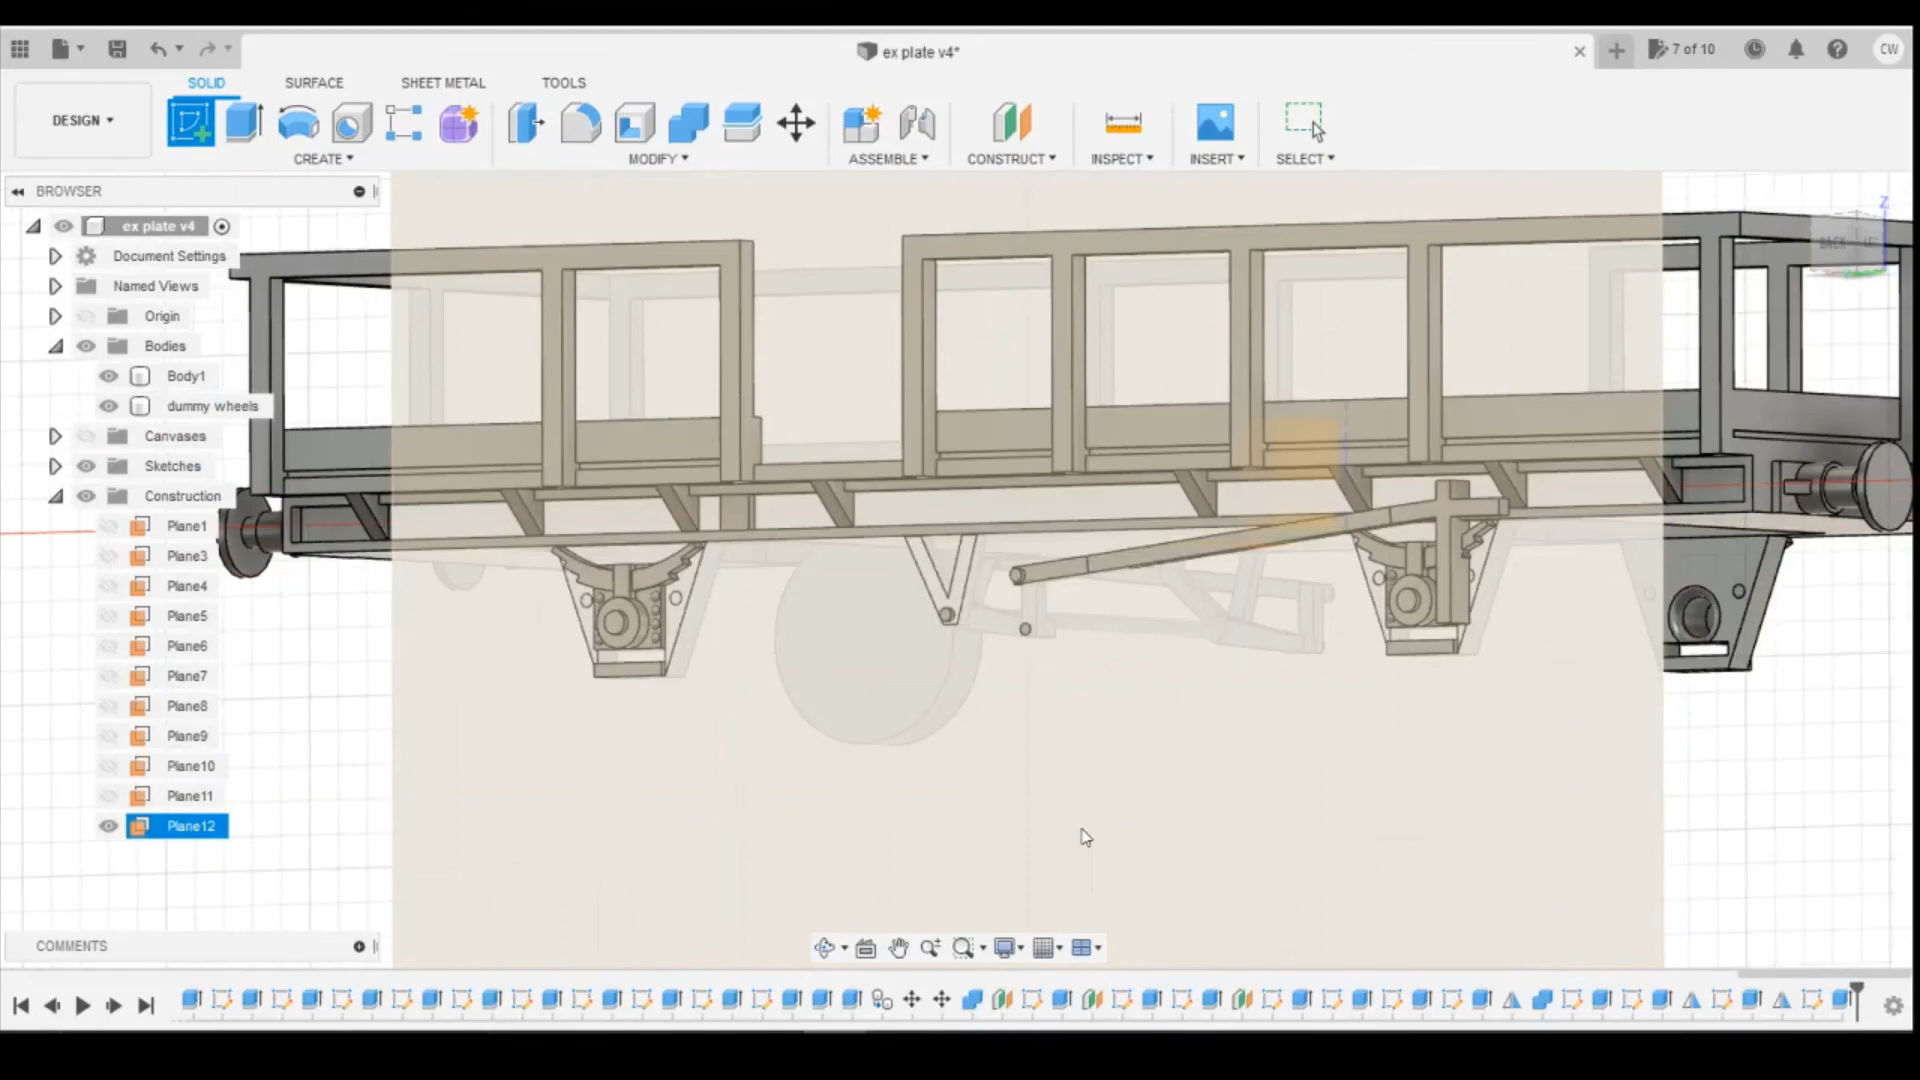 ex plate v4*
7 of 10
CW
SOLID
SURFACE
SHEET METAL
TOOLS
DESIGN
CREATE
MODIFY
ASSEMBLE
CONSTRUCT
INSPECT
INSERT
SELECT
BROWSER
ex plate v4
Document Settings
Named Views
Origin
Bodies
Body1
dummy wheels
Canvases
Sketches
Construction
Plane1
Plane3
Plane4
Plane5
Plane6
Plane7
Plane8
Plane9
Plane10
Plane11
Plane12
Z
BACK
COMMENTS